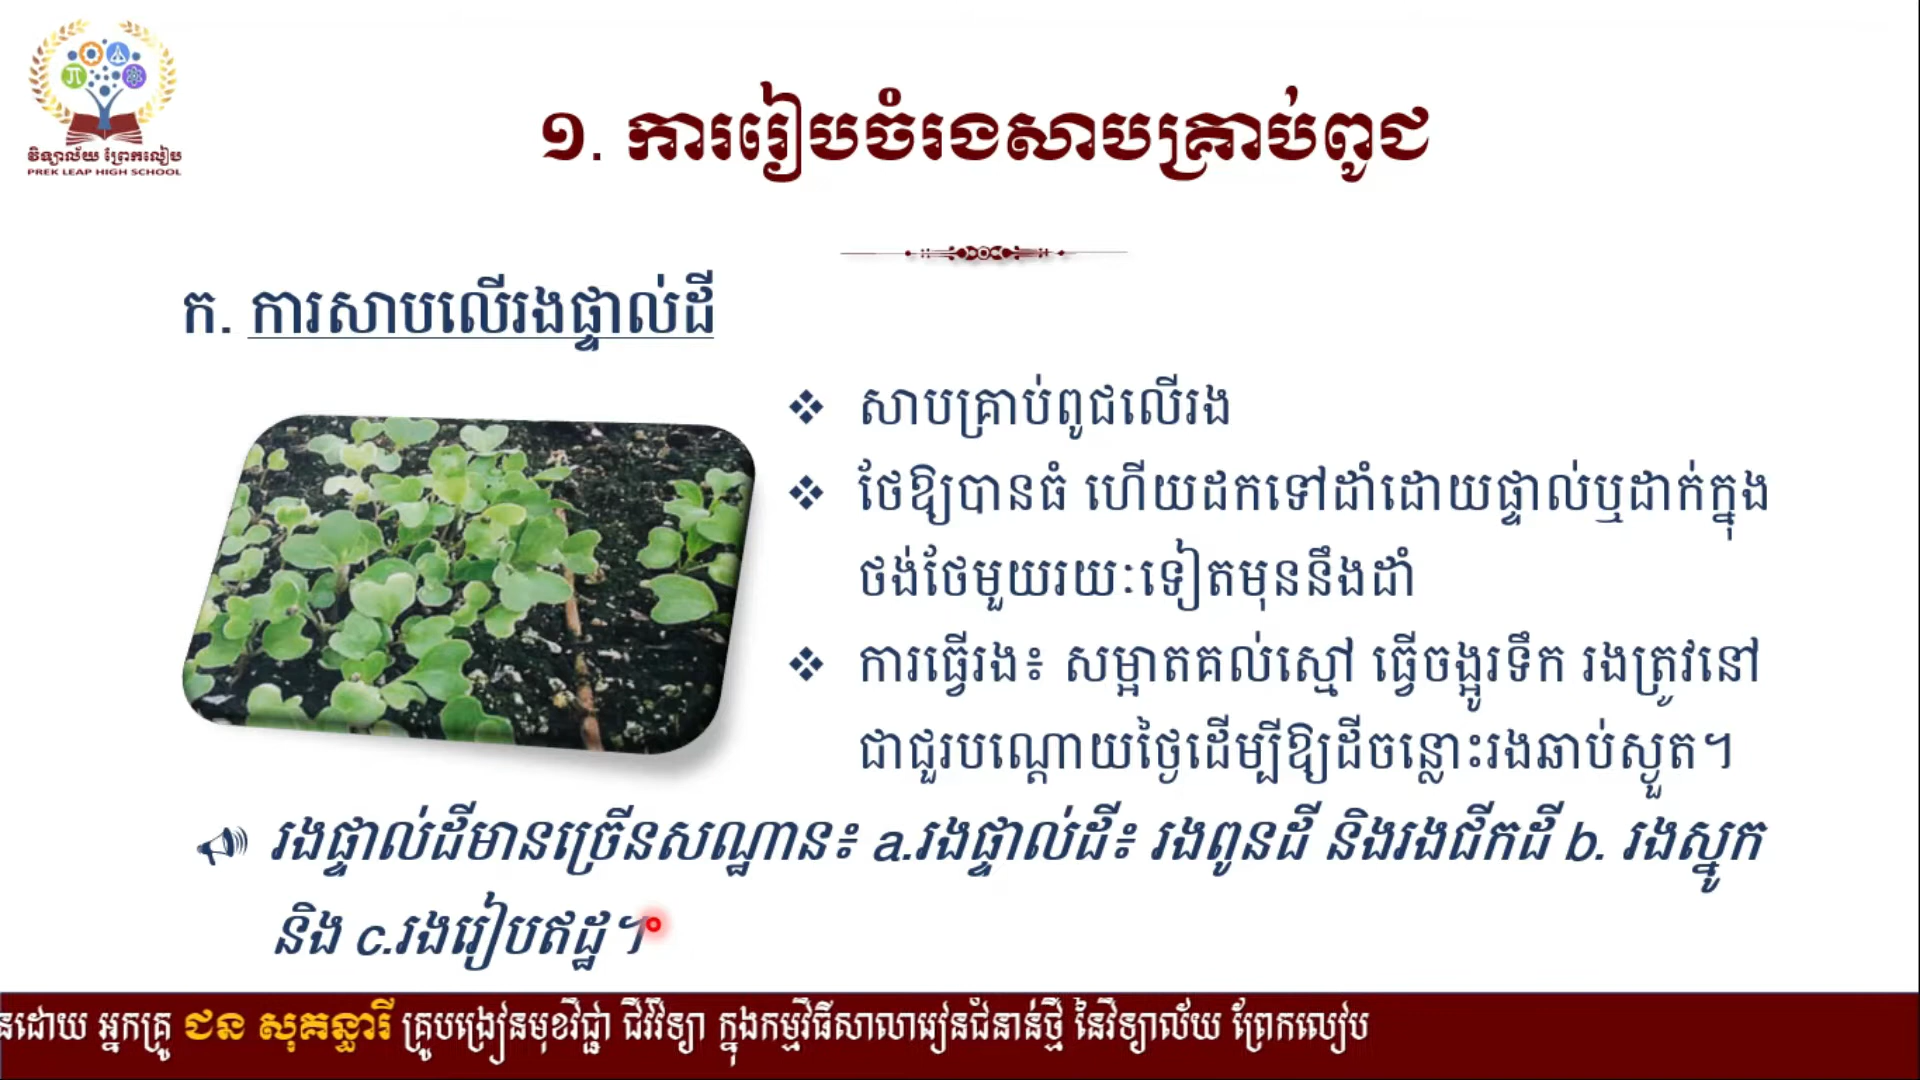 វិទ្យាល័យ ព្រែកលៀប
PREK LEAP HIGH SCHOOL
១. ការរៀបចំរងសាបគ្រាប់ពូជ
ក. ការសាបលើរងផ្ទាល់ដី
❖ សាបគ្រាប់ពូជលើរង
❖ ថែឱ្យបានធំ ហើយដកទៅដាំដោយផ្ទាល់ឬដាក់ក្នុង
ថង់ថែមួយរយៈទៀតមុននឹងដាំ
❖ ការធ្វើរង៖ សម្អាតគល់ស្មៅ ធ្វើចង្អូរទឹក រងត្រូវនៅ
ជាជួរបណ្ដោយថ្ងៃដើម្បីឱ្យដីចន្លោះរងឆាប់ស្ងួត។
រងផ្ទាល់ដីមានច្រើនសណ្ឋាន៖ a.រងផ្ទាល់ដី៖ រងពូនដី និងរងជីកដី b. រងស្នូក
និង c.រងរៀបឥដ្ឋ។
នដោយ អ្នកគ្រូ ជន សុគន្ធារី គ្រូបង្រៀនមុខវិជ្ជា ជីវវិទ្យា ក្នុងកម្មវិធីសាលារៀនជំនាន់ថ្មី នៃវិទ្យាល័យ ព្រែកលៀប